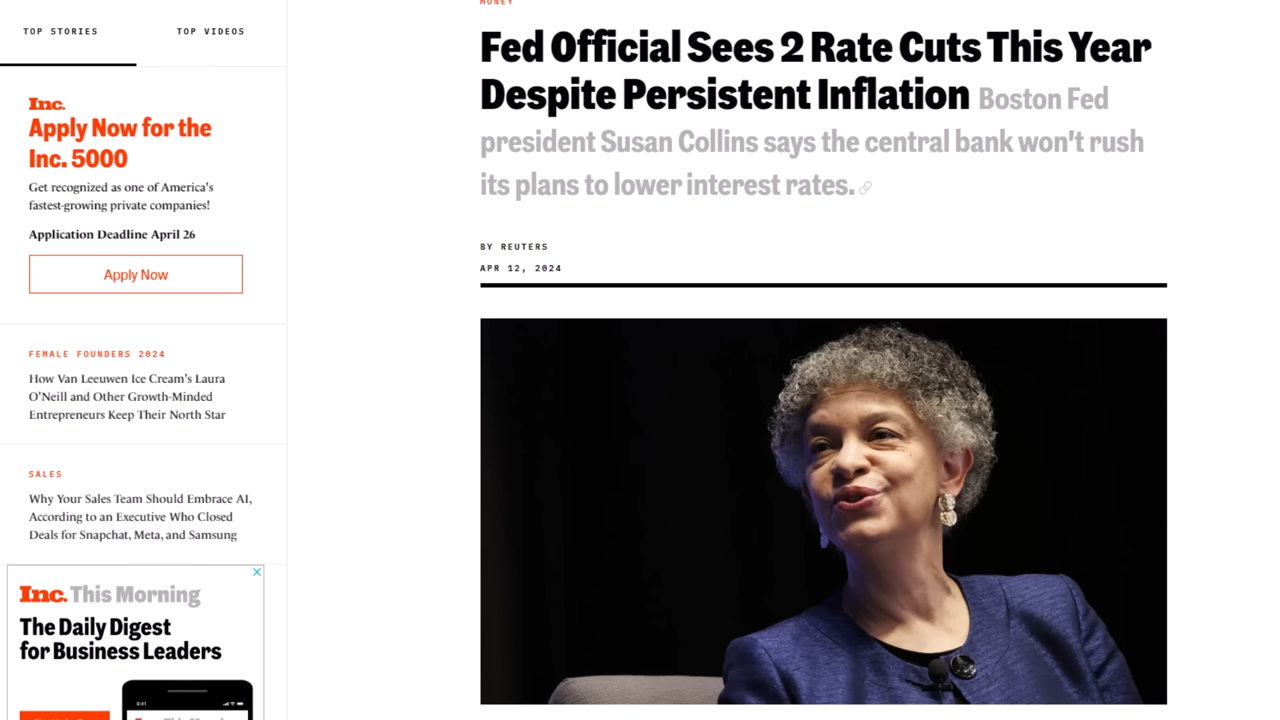 TOP STORIES
TOP VIDEOS
Inc.
Apply Now for the
Inc. 5000
Get recognized as one of America's
fastest-growing private companies!
Application Deadline April 26
Apply Now
FEMALE FOUNDERS 2024
How Van Leeuwen Ice Cream's Laura
O'Neill and Other Growth-Minded
Entrepreneurs Keep Their North Star
SALES
Why Your Sales Team Should Embrace AI,
According to an Executive Who Closed
Deals for Snapchat, Meta, and Samsung
Inc. This Morning
The Daily Digest
for Business Leaders
9:41
MONEY
Fed Official Sees 2 Rate Cuts This Year
Despite Persistent Inflation Boston Fed
president Susan Collins says the central bank won't rush
its plans to lower interest rates.
BY REUTERS
APR 12, 2024